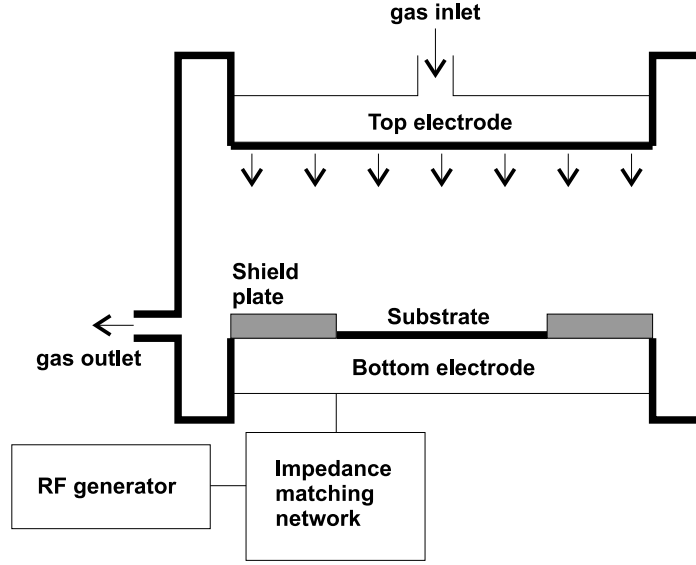 gas inlet
Top electrode
Shield
plate
Substrate
gas outlet
Bottom electrode
RF generator
Impedance
matching
network